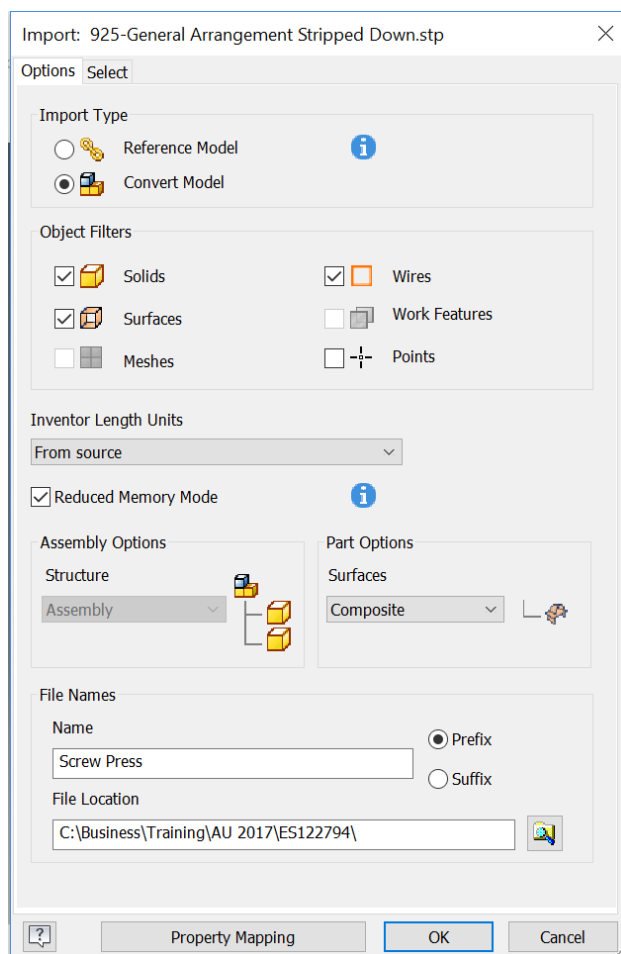 Import: 925-General Arrangement Stripped Down.stp
Options Select
Import Type
Reference Model
Convert Model
Object Filters
Solids Wires
Surfaces Work Features
Meshes Points
Inventor Length Units
From source
Reduced Memory Mode
Assembly Options Part Options
Structure Surfaces
Assembly Composite
File Names
Name
Prefix
Screw Press
Suffix
File Location
C:\Business\Training\AU 2017\ES122794\
? Property Mapping OK Cancel